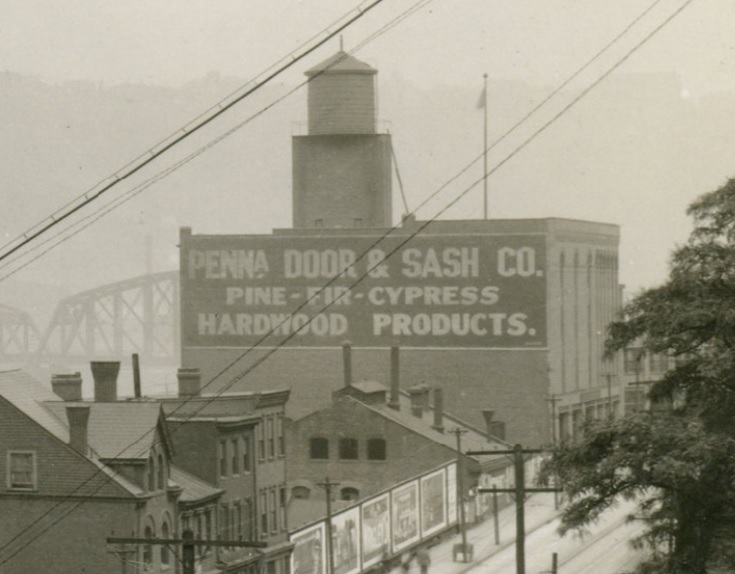 PENNA DOOR & SASH CO.
PINE-FIR-CYPRESS
HARDWOOD PRODUCTS.